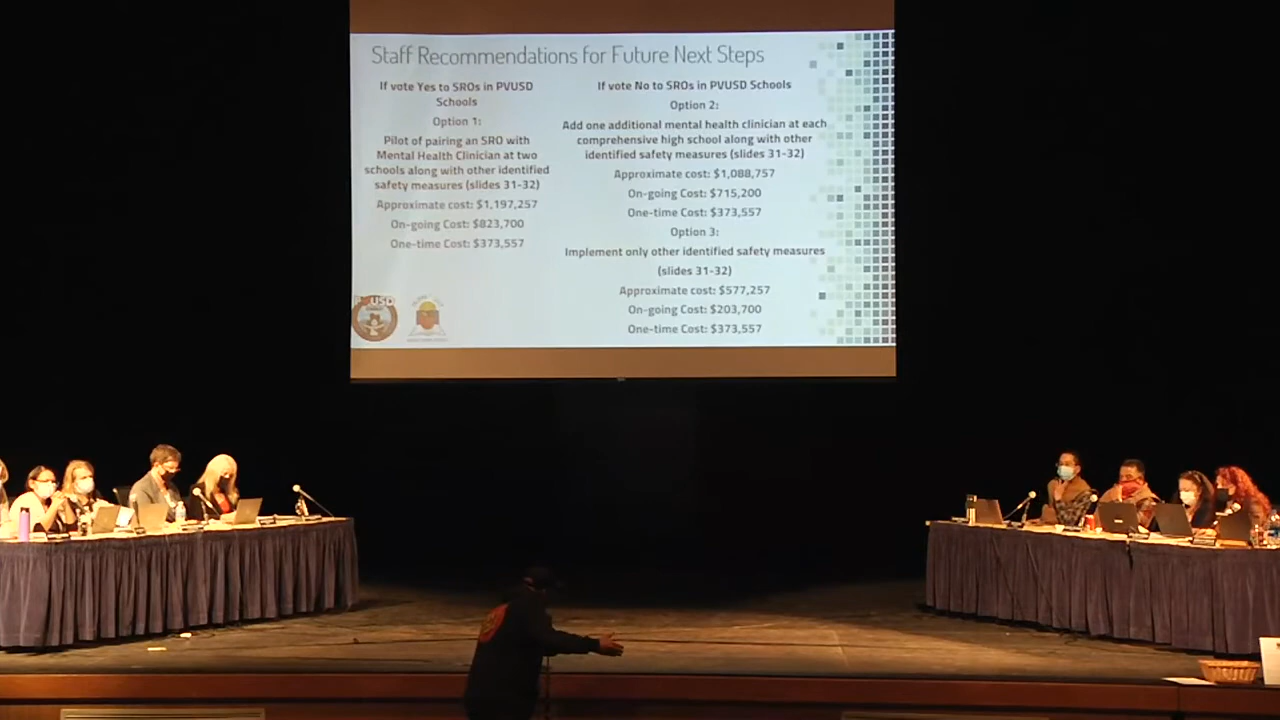 Staff Recommendations for Future Next Steps
If vote Yes to SROs in PVUSD
Schools
Option 1:
Pilot of pairing an SRO with
Mental Health Clinician at two
schools along with other identified
safety measures (slides 31-32)
Approximate cost: $1,197,257
On-going Cost: $823,700
One-time Cost: $373,557
If vote No to SROs in PVUSD Schools
Option 2:
Add one additional mental health clinician at each
comprehensive high school along with other
identified safety measures (slides 31-32)
Approximate cost: $1,088,757
On-going Cost: $715,200
One-time Cost: $373,557
Option 3:
Implement only other identified safety measures
(slides 31-32)
Approximate cost: $577,257
On-going Cost: $203,700
One-time Cost: $373,557